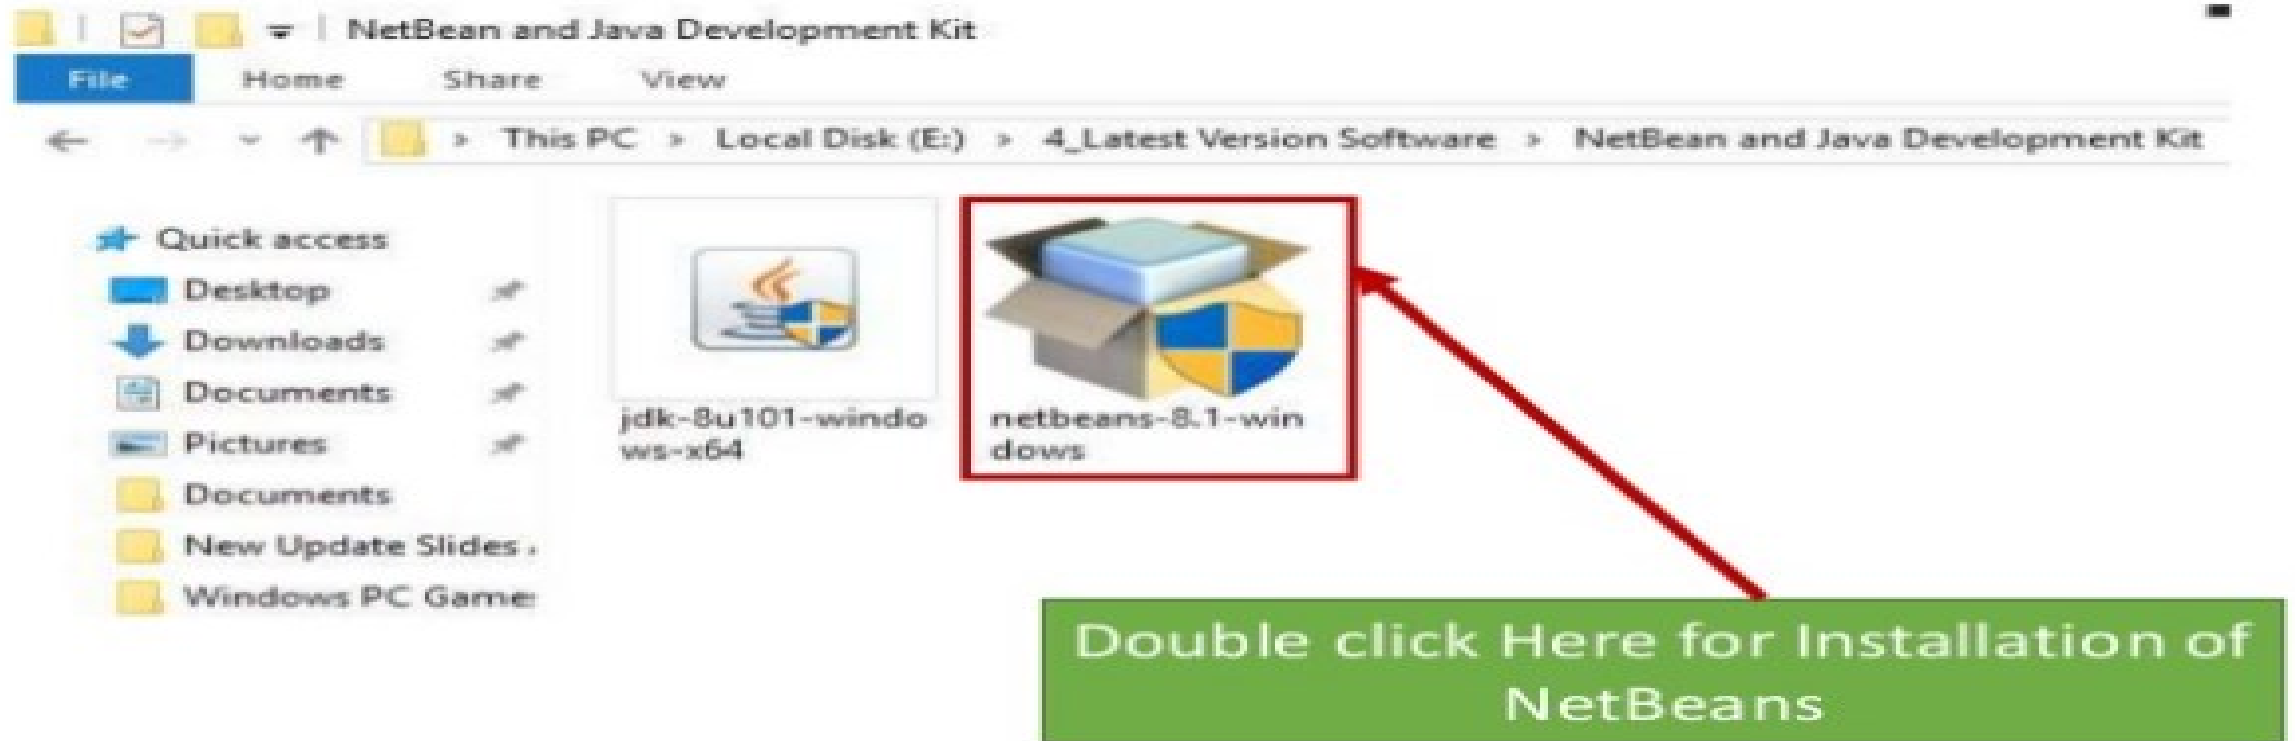 NetBean and Java Development Kit
File Home Share View
This PC > Local Disk (E:) > 4_Latest Version Software > NetBean and Java Development Kit
Quick access
Desktop
Downloads
Documents
Pictures
Documents
New Update Slides
Windows PC Game
jdk-8u101-windo
ws-x64
netbeans-8.1-win
dows
Double click Here for Installation of
NetBeans